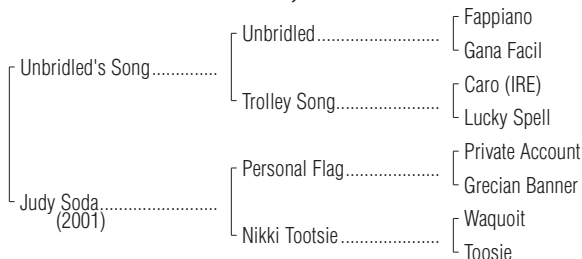 Fappiano
Unbridled
Gana Facil
Unbridled's Song
Caro (IRE)
Trolley Song
Lucky Spell
Private Account
Personal Flag
Grecian Banner
Judy Soda
(2001)
Waquoit
Nikki Tootsie
Toosie